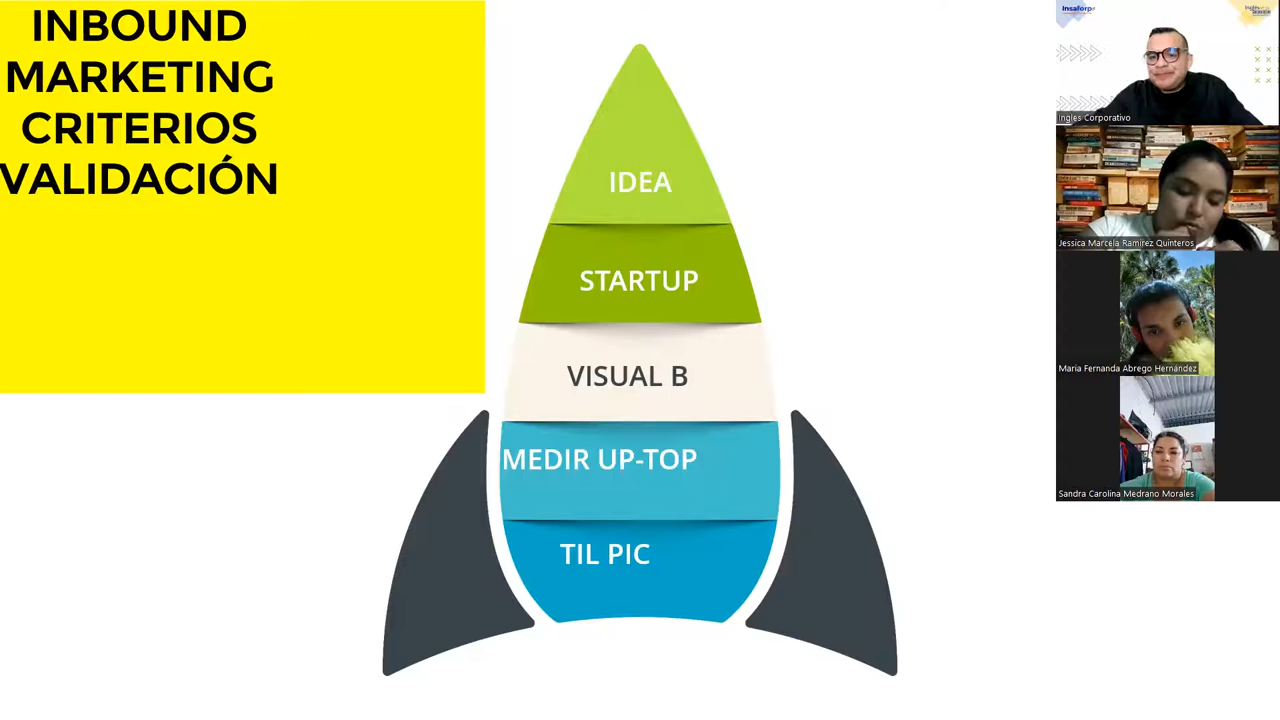 INBOUND
MARKETING
CRITERIOS
VALIDACIÓN
IDEA
STARTUP
VISUAL B
MEDIR UP-TOP
TIL PIC
Insaforp
Ingles Corporativo
Jessica Marcela Ramirez Quinteros
Maria Fernanda Abrego Hernández
Sandra Carolina Medrano Morales